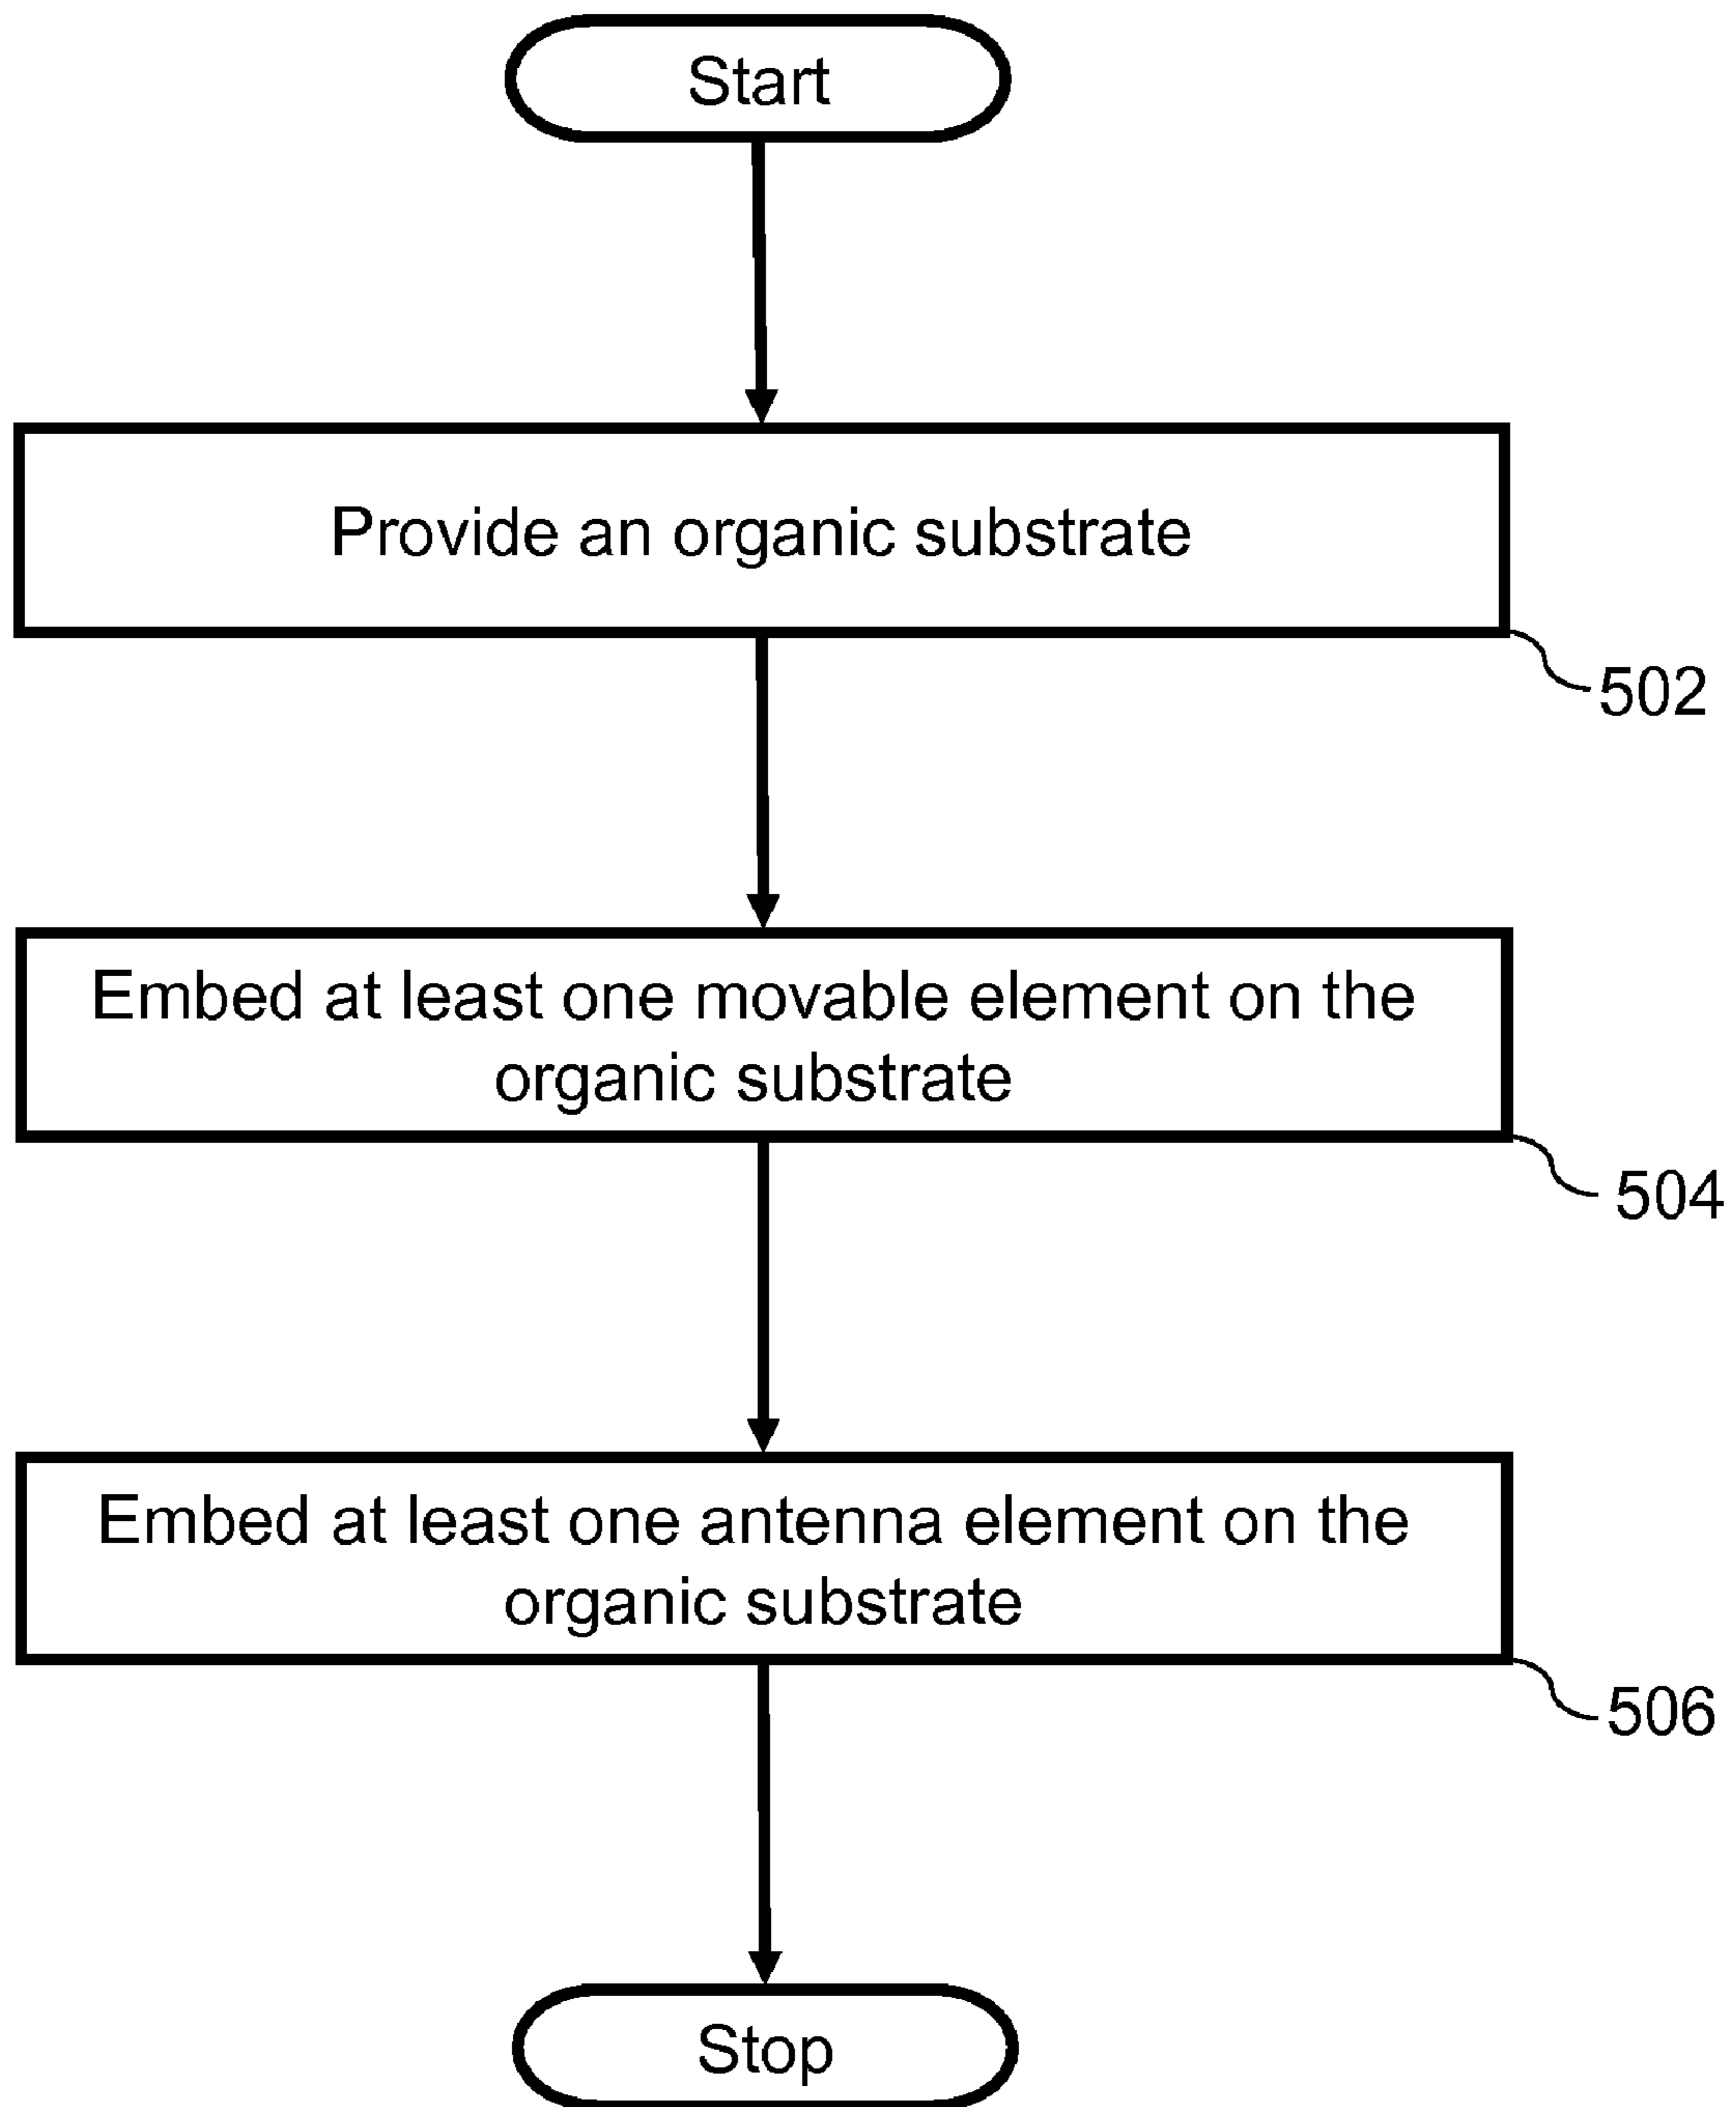 Start
Provide an organic substrate
502
Embed at least one movable element on the
organic substrate
504
Embed at least one antenna element on the
organic substrate
506
Stop